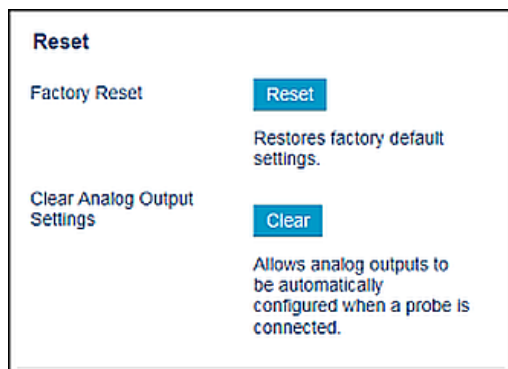 Reset
Factory Reset
Reset
Restores factory default
settings.
Clear Analog Output
Settings
Clear
Allows analog outputs to
be automatically
configured when a probe is
connected.